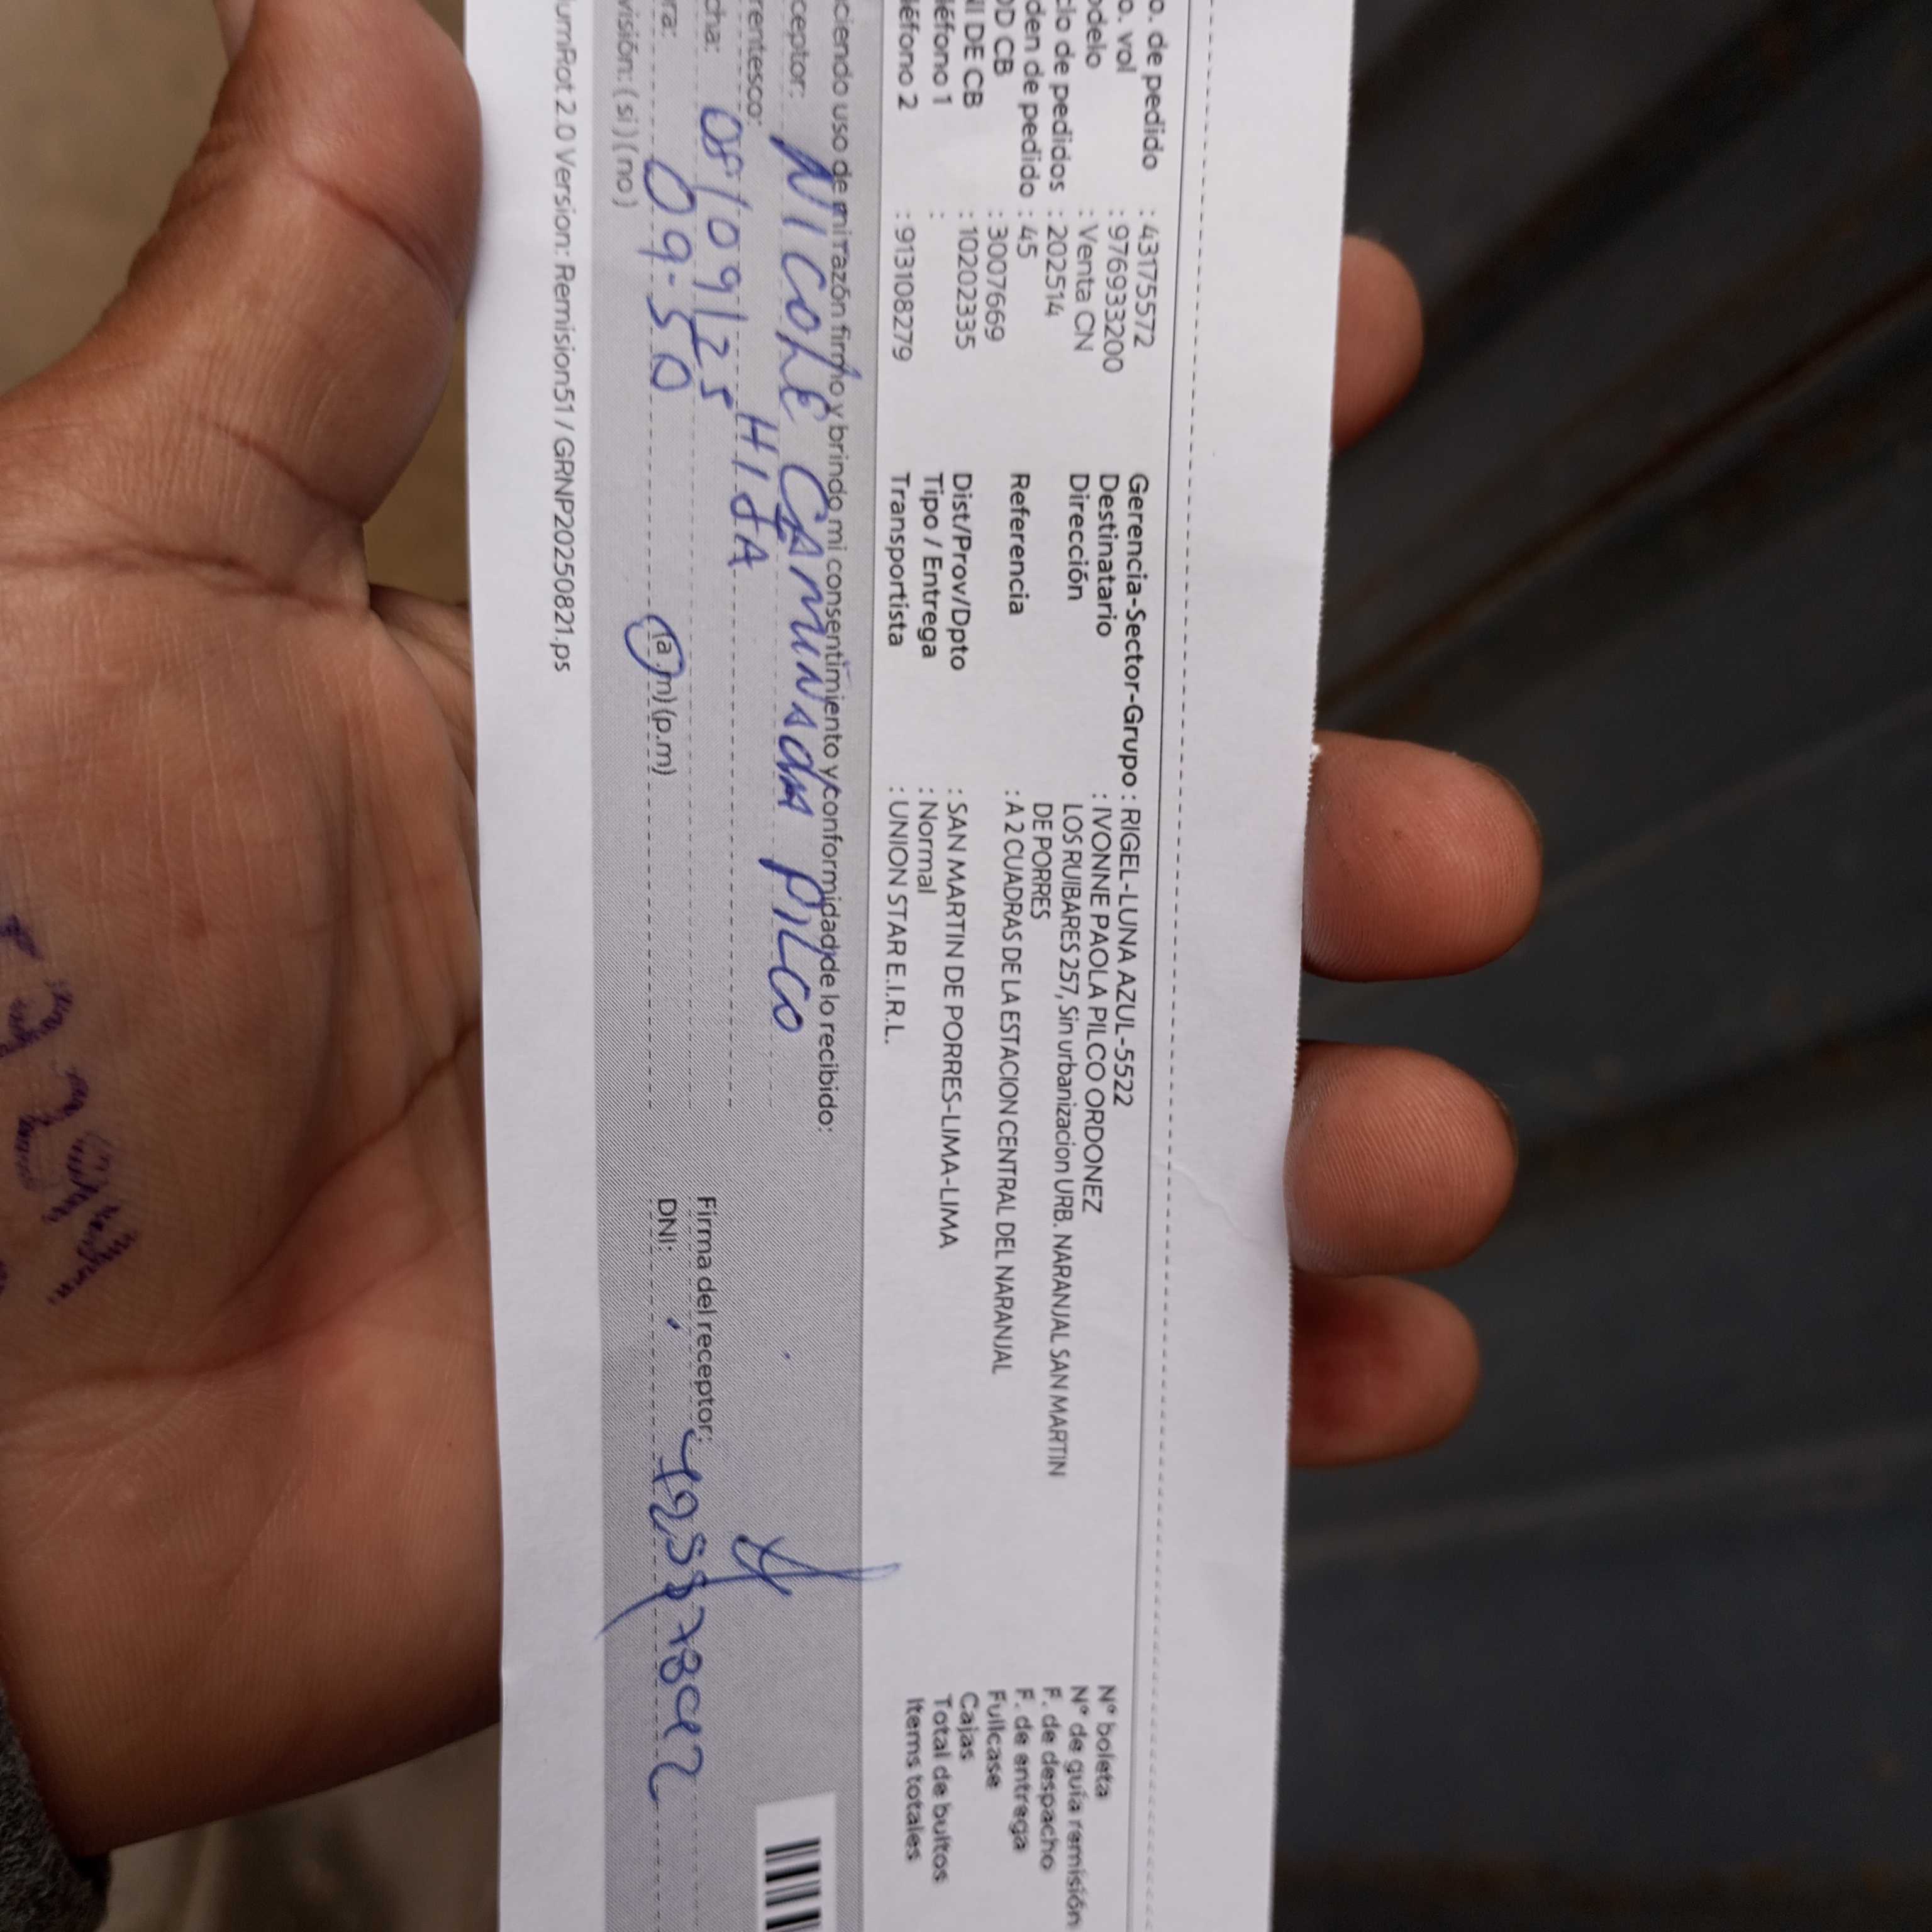 o. de pedido : 43175572
o. vol : 976933200
odelo : Venta CN
clo de pedidos : 202514
den de pedido : 45
OD CB : 3007669
NI DE CB : 10202335
léfono 1 :
léfono 2 : 913108279
Gerencia-Sector-Grupo : RIGEL-LUNA AZUL-5522
Destinatario : IVONNE PAOLA PILCO ORDONEZ
Dirección LOS RUIBARES 257, Sin urbanizacion URB. NARANJAL SAN MARTIN
DE PORRES
Referencia : A 2 CUADRAS DE LA ESTACION CENTRAL DEL NARANJAL
Dist/Prov/Dpto : SAN MARTIN DE PORRES-LIMA-LIMA
Tipo / Entrega : Normal
Transportista : UNION STAR E.I.R.L.
N° boleta
N° de guía remisión
F. de despacho
F. de entrega
Fullcase
Cajas
Total de bultos
Items totales
ciendo uso de mi razón firmo y brindo mi consentimiento y conformidad de lo recibido:
ceptor: NICOLE PILCO
rentesco: HIJA
cha: 08/09/25
ra: 09-50 (a.m) (p.m)
visión: ( si ) ( no )
Firma del receptor:
DNI:
umRot 2.0 Version: Remision51 / GRNP20250821.ps